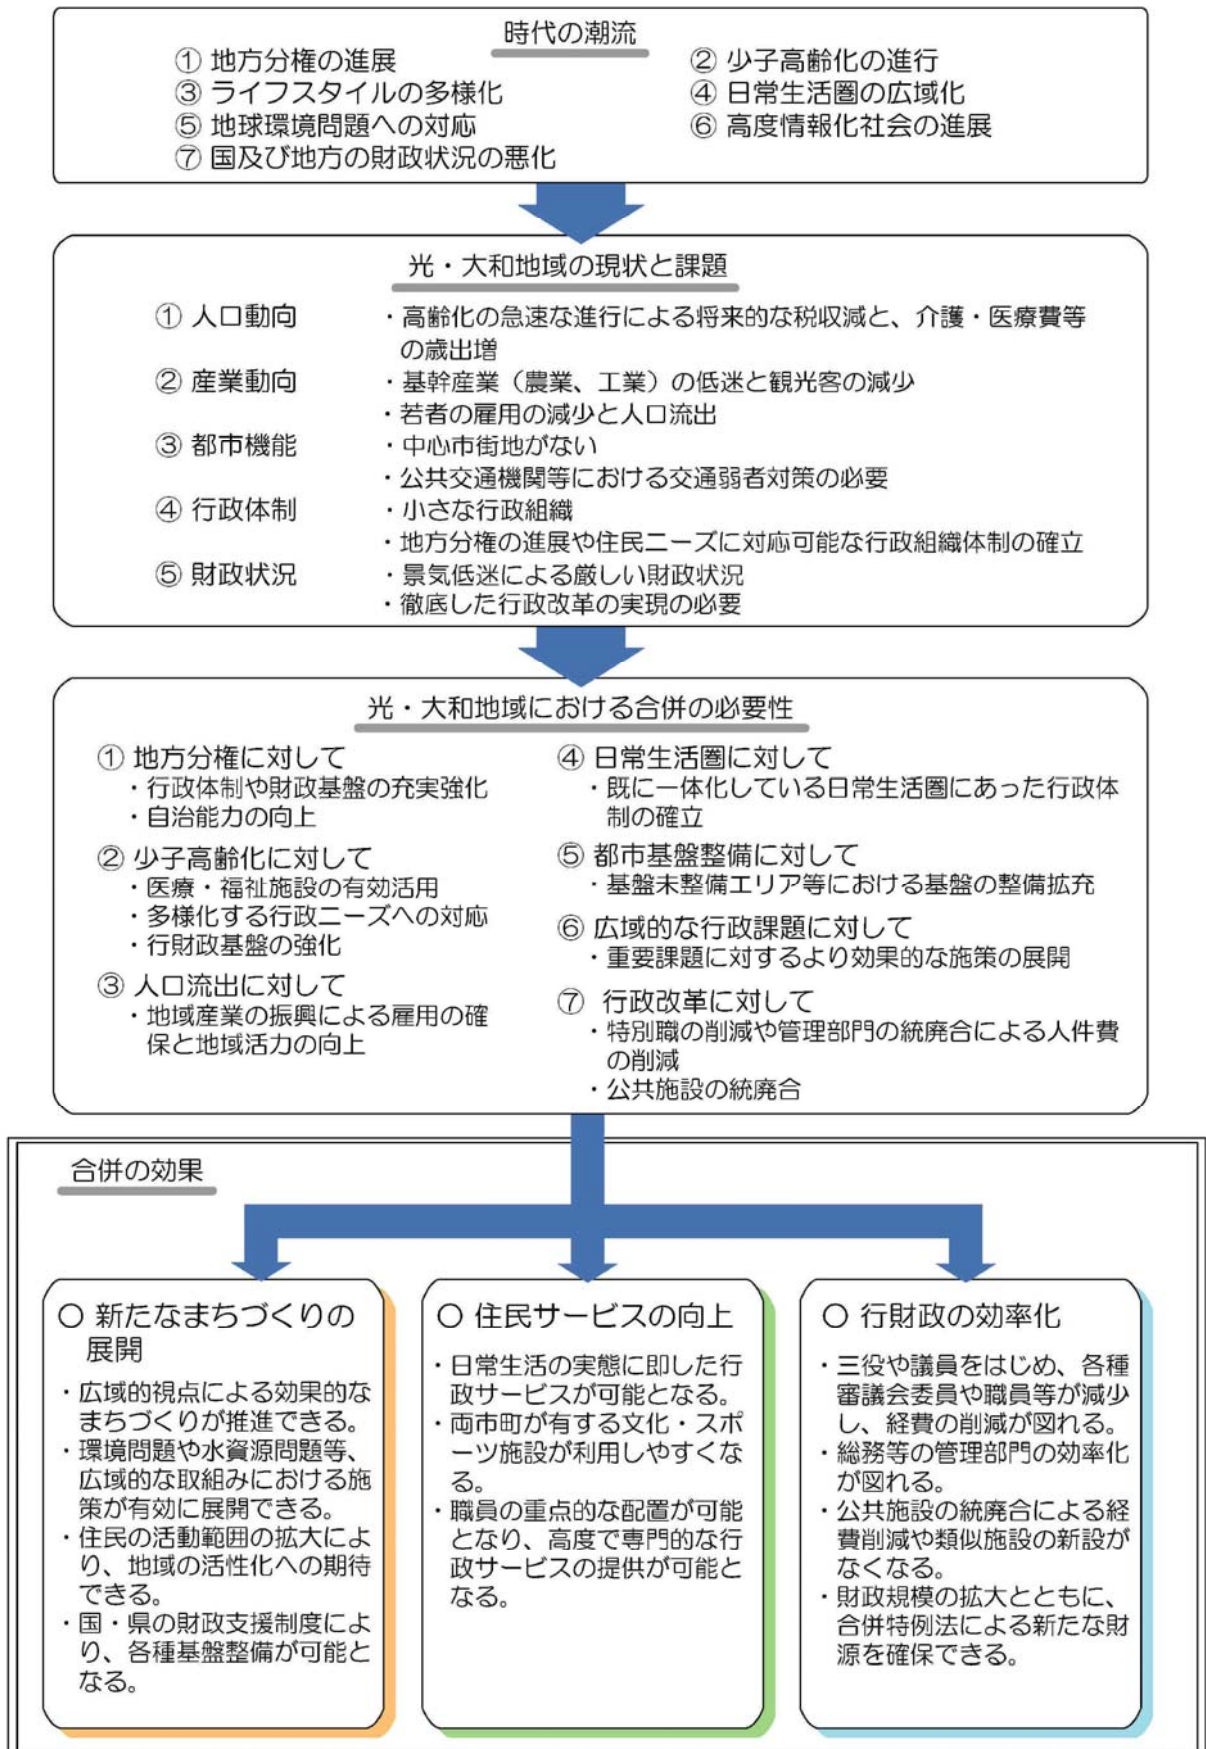 時代の潮流
① 地方分権の進展
② 少子高齢化の進行
③ ライフスタイルの多様化
④ 日常生活圏の広域化
⑤ 地球環境問題への対応
⑥ 高度情報化社会の進展
⑦ 国及び地方の財政状況の悪化
光・大和地域の現状と課題
① 人口動向
・高齢化の急速な進行による将来的な税収減と、介護・医療費等
の歳出増
② 産業動向
・基幹産業（農業、工業）の低迷と観光客の減少
・若者の雇用の減少と人口流出
③ 都市機能
・中心市街地がない
・公共交通機関等における交通弱者対策の必要
④ 行政体制
・小さな行政組織
・地方分権の進展や住民ニーズに対応可能な行政組織体制の確立
⑤ 財政状況
・景気低迷による厳しい財政状況
・徹底した行政改革の実現の必要
光・大和地域における合併の必要性
① 地方分権に対して
・行政体制や財政基盤の充実強化
・自治能力の向上
② 少子高齢化に対して
・医療・福祉施設の有効活用
・多様化する行政ニーズへの対応
・行財政基盤の強化
③ 人口流出に対して
・地域産業の振興による雇用の確
保と地域活力の向上
④ 日常生活圏に対して
・既に一体化している日常生活圏にあった行政体
制の確立
⑤ 都市基盤整備に対して
・基盤未整備エリア等における基盤の整備拡充
⑥ 広域的な行政課題に対して
・重要課題に対するより効果的な施策の展開
⑦ 行政改革に対して
・特別職の削減や管理部門の統廃合による人件費
の削減
・公共施設の統廃合
合併の効果
○ 新たなまちづくりの
展開
・広域的視点による効果的な
まちづくりが推進できる。
・環境問題や水資源問題等、
広域的な取組みにおける施
策が有効に展開できる。
・住民の活動範囲の拡大によ
り、地域の活性化への期待
できる。
・国・県の財政支援制度によ
り、各種基盤整備が可能と
なる。
○ 住民サービスの向上
・日常生活の実態に即した行
政サービスが可能となる。
・両市町が有する文化・スポ
ーツ施設が利用しやすくな
る。
・職員の重点的な配置が可能
となり、高度で専門的な行
政サービスの提供が可能と
なる。
○ 行財政の効率化
・三役や議員をはじめ、各種
審議会委員や職員等が減少
し、経費の削減が図れる。
・総務等の管理部門の効率化
が図れる。
・公共施設の統廃合による経
費削減や類似施設の新設が
なくなる。
・財政規模の拡大とともに、
合併特例法による新たな財
源を確保できる。